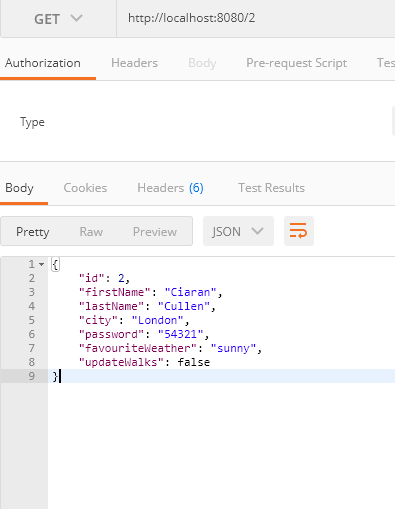 GET http://localhost:8080/2
Authorization Headers Body Pre-request Script Tes
Type
Body Cookies Headers (6) Test Results
Pretty Raw Preview JSON
1 {
2 "id": 2,
3 "firstName": "Ciaran",
4 "lastName": "Cullen",
5 "city": "London",
6 "password": "54321",
7 "favouriteWeather": "sunny",
8 "updateWalks": false
9 }